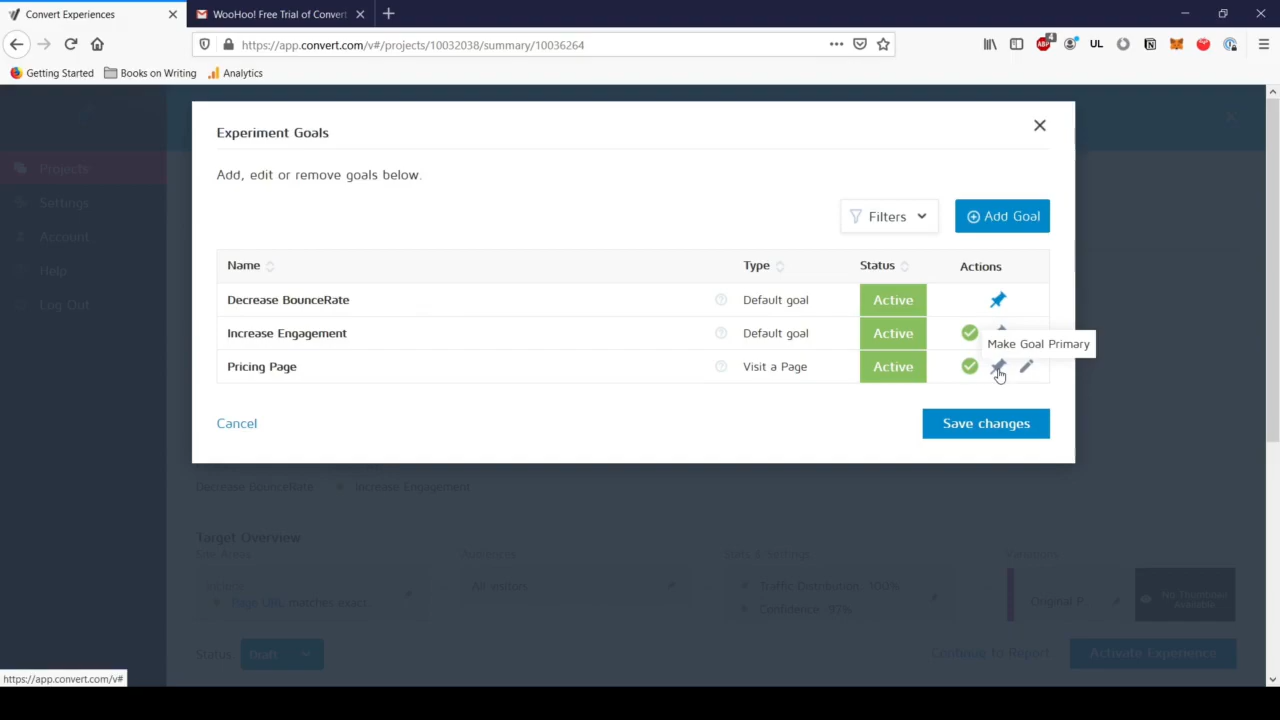 Convert Experiences
WooHoo! Free Trial of Convert
https://app.convert.com/v#/projects/10032038/summary/10036264
4
UL
Getting Started
Books on Writing
Analytics
Experiment Goals
Add, edit or remove goals below.
Projects
Settings
Account
Help
Log Out
Filters
Add Goal
Name
Type
Status
Actions
Decrease BounceRate
Default goal
Active
Increase Engagement
Default goal
Active
Make Goal Primary
Pricing Page
Visit a Page
Active
Cancel
Save changes
Decrease BounceRate
Increase Engagement
Target Overview
Site Areas
Audiences
Stats & Settings
Variations
Include
Page URL matches exact...
All visitors
Traffic Distribution: 100%
Confidence: 97%
Original P...
No Thumbnail
Available
Status
Draft
Continue to Report
Activate Experience
https://app.convert.com/v#